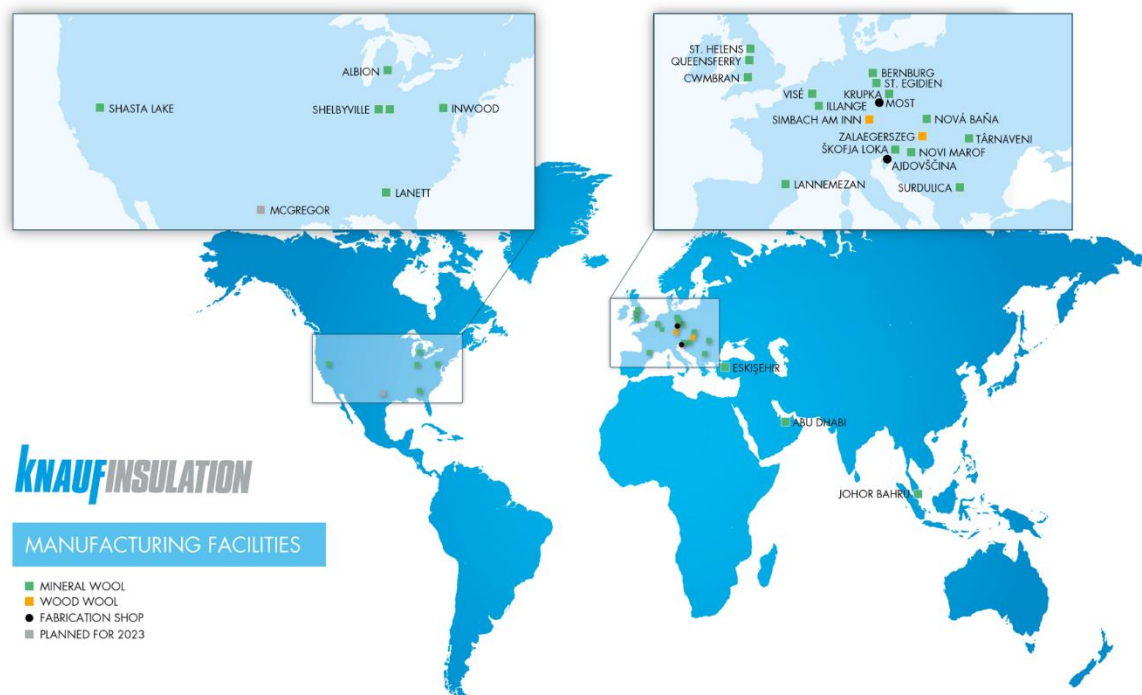 ALBION
SHASTA LAKE
SHELBYVILLE
INWOOD
LANETT
MCGREGOR
ST. HELENS
QUEENSFERRY
CWMBRAN
BERNBURG
ST. EGIDIEN
VISÉ
KRUPKA
MOST
ILLANGE
SIMBACH AM INN
NOVÁ BAŇA
ZALAEGERSZEG
TÂRNAVENI
ŠKOFJA LOKA
NOVI MAROF
AJDOVŠČINA
LANNEMEZAN
SURDULICA
ESKIŞEHIR
ABU DHABI
JOHOR BAHRU
KNAUFINSULATION
MANUFACTURING FACILITIES
MINERAL WOOL
WOOD WOOL
FABRICATION SHOP
PLANNED FOR 2023